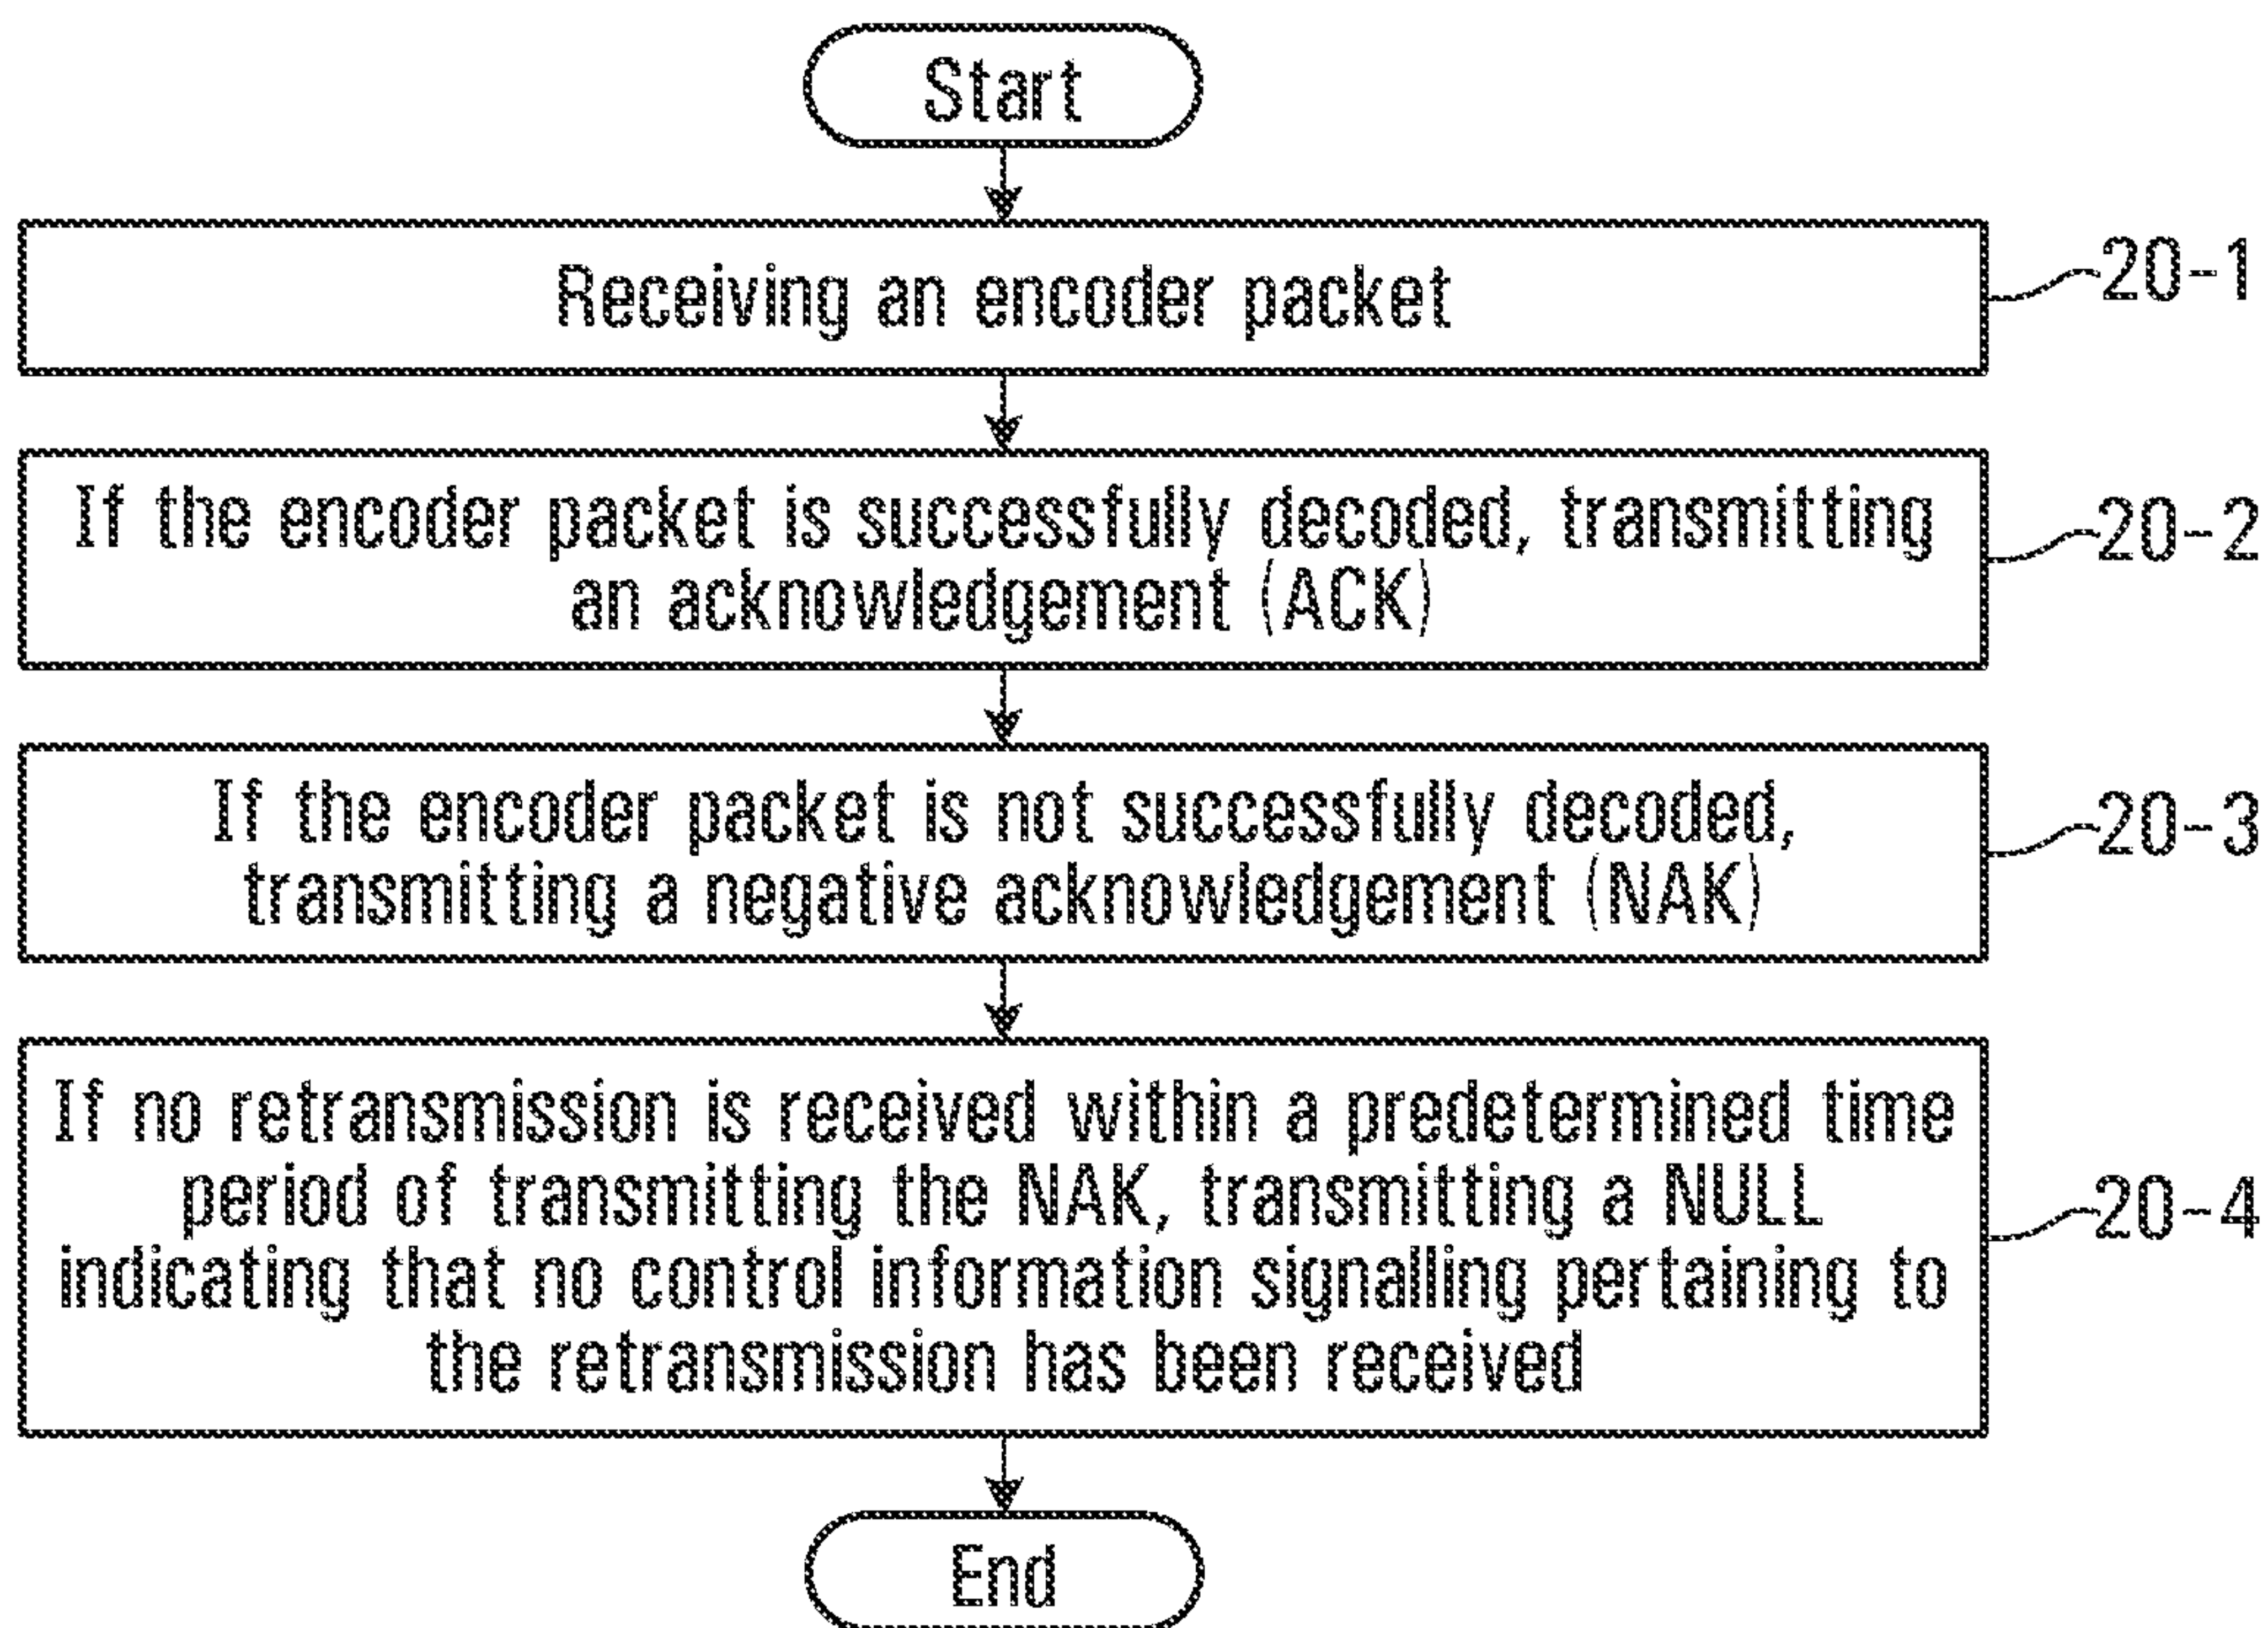 Start
Receiving an encoder packet
20-1
If the encoder packet is successfully decoded, transmitting
an acknowledgement (ACK)
20-2
If the encoder packet is not successfully decoded,
transmitting a negative acknowledgement (NAK)
20-3
If no retransmission is received within a predetermined time
period of transmitting the NAK, transmitting a NULL
indicating that no control information signalling pertaining to
the retransmission has been received
20-4
End